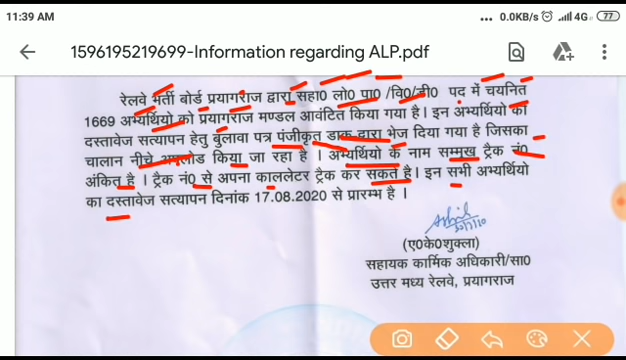 11:39 AM
... 0.0KB/s 4G 77
1596195219699-Information regarding ALP.pdf
रेलवे भर्ती बोर्ड प्रयागराज द्वारा सहा0 लो0 पा0 /वि0/डी0 पद में चयनित
1669 अभ्यर्थियो को प्रयागराज मण्डल आवंटित किया गया है। इन अभ्यर्थियो का
दस्तावेज सत्यापन हेतु बुलावा पत्र पंजीकृत डाक द्वारा भेज दिया गया है जिसका
चालान नीचे अपलोड किया जा रहा है । अभ्यर्थियो के नाम सम्मुख ट्रैक नं0
अंकित है । ट्रैक नं0 से अपना काललेटर ट्रैक कर सकते है। इन सभी अभ्यर्थियो
का दस्तावेज सत्यापन दिनांक 17.08.2020 से प्रारम्भ है ।
(ए0के0शुक्ला)
सहायक कार्मिक अधिकारी/सा0
उत्तर मध्य रेलवे, प्रयागराज